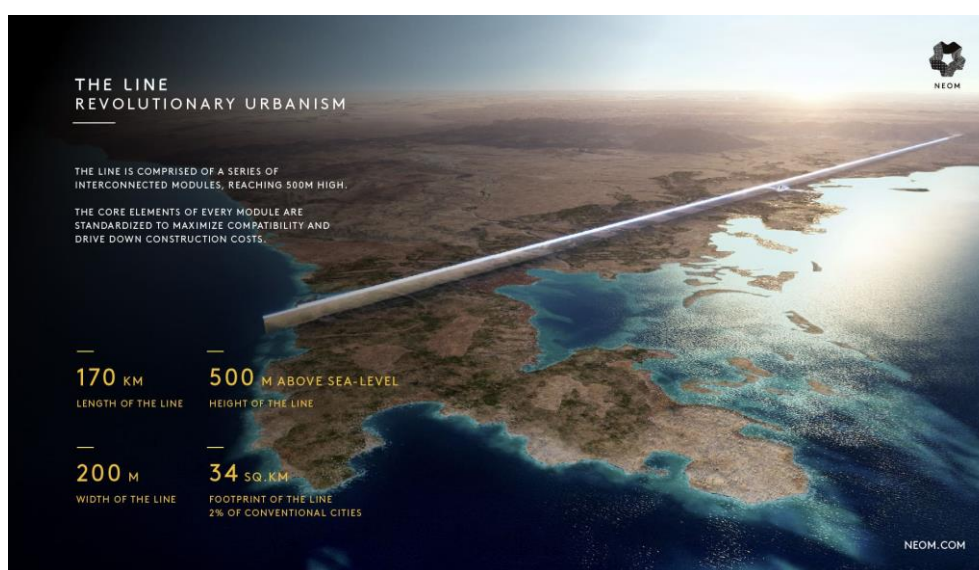 THE LINE
REVOLUTIONARY URBANISM
NEOM
THE LINE IS COMPRISED OF A SERIES OF
INTERCONNECTED MODULES, REACHING 500M HIGH.
THE CORE ELEMENTS OF EVERY MODULE ARE
STANDARDIZED TO MAXIMIZE COMPATIBILITY AND
DRIVE DOWN CONSTRUCTION COSTS.
170 KM
LENGTH OF THE LINE
500 M ABOVE SEA-LEVEL
HEIGHT OF THE LINE
200 M
WIDTH OF THE LINE
34 SQ.KM
FOOTPRINT OF THE LINE
2% OF CONVENTIONAL CITIES
NEOM.COM